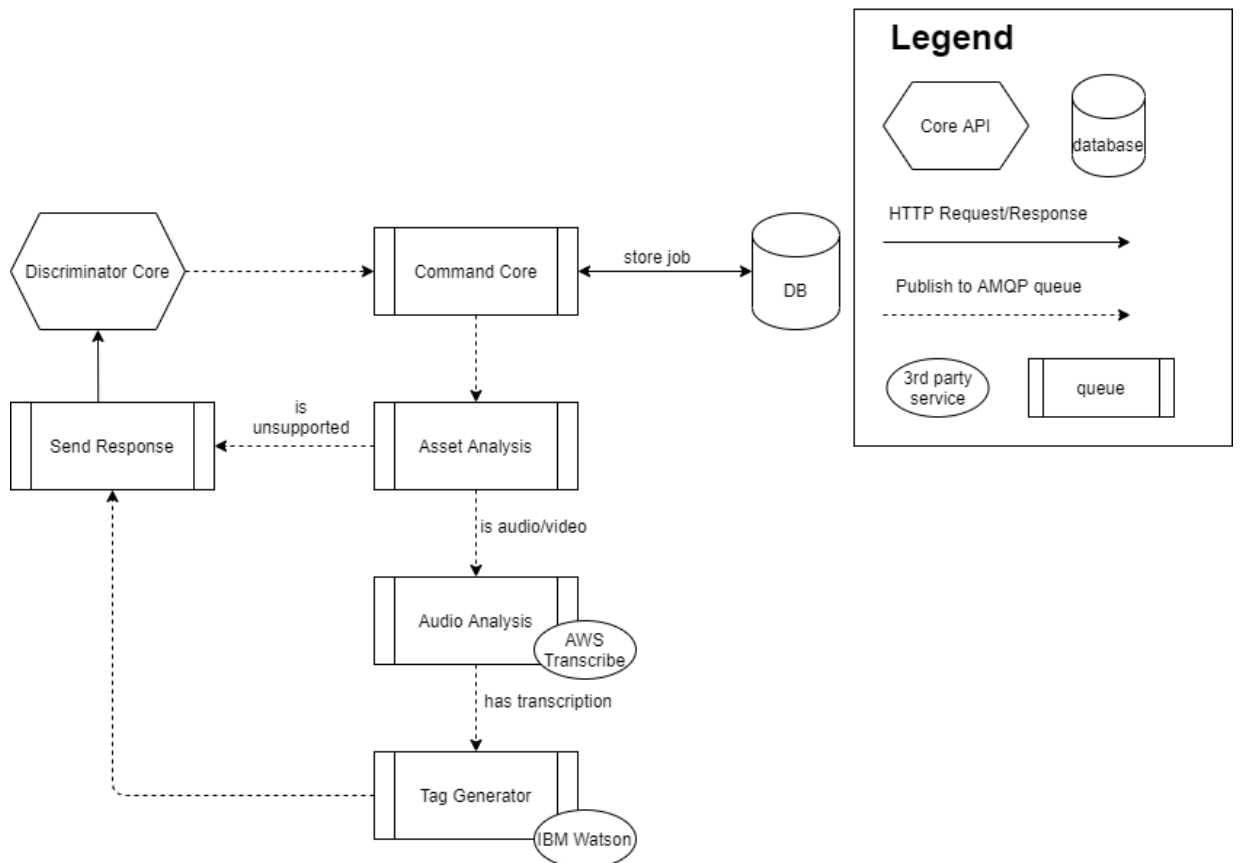 Legend
Core API
database
HTTP Request/Response
Publish to AMQP queue
3rd party
service
queue
Discriminator Core
Command Core
store job
DB
Send Response
is
unsupported
Asset Analysis
is audio/video
Audio Analysis
AWS
Transcribe
has transcription
Tag Generator
IBM Watson